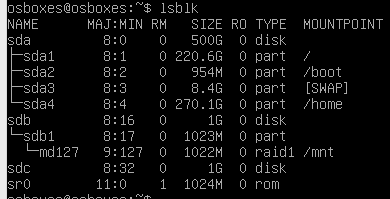 osboxes@osboxes:~$ lsblk
NAME      MAJ:MIN RM   SIZE RO TYPE  MOUNTPOINT
sda         8:0    0   500G  0 disk
├─sda1      8:1    0 220.6G  0 part  /
├─sda2      8:2    0   954M  0 part  /boot
├─sda3      8:3    0   8.4G  0 part  [SWAP]
└─sda4      8:4    0 270.1G  0 part  /home
sdb         8:16   0     1G  0 disk
└─sdb1      8:17   0  1023M  0 part
  └─md127   9:127  0  1022M  0 raid1 /mnt
sdc         8:32   0     1G  0 disk
sr0        11:0    1  1024M  0 rom
osboxes@osboxes:~$